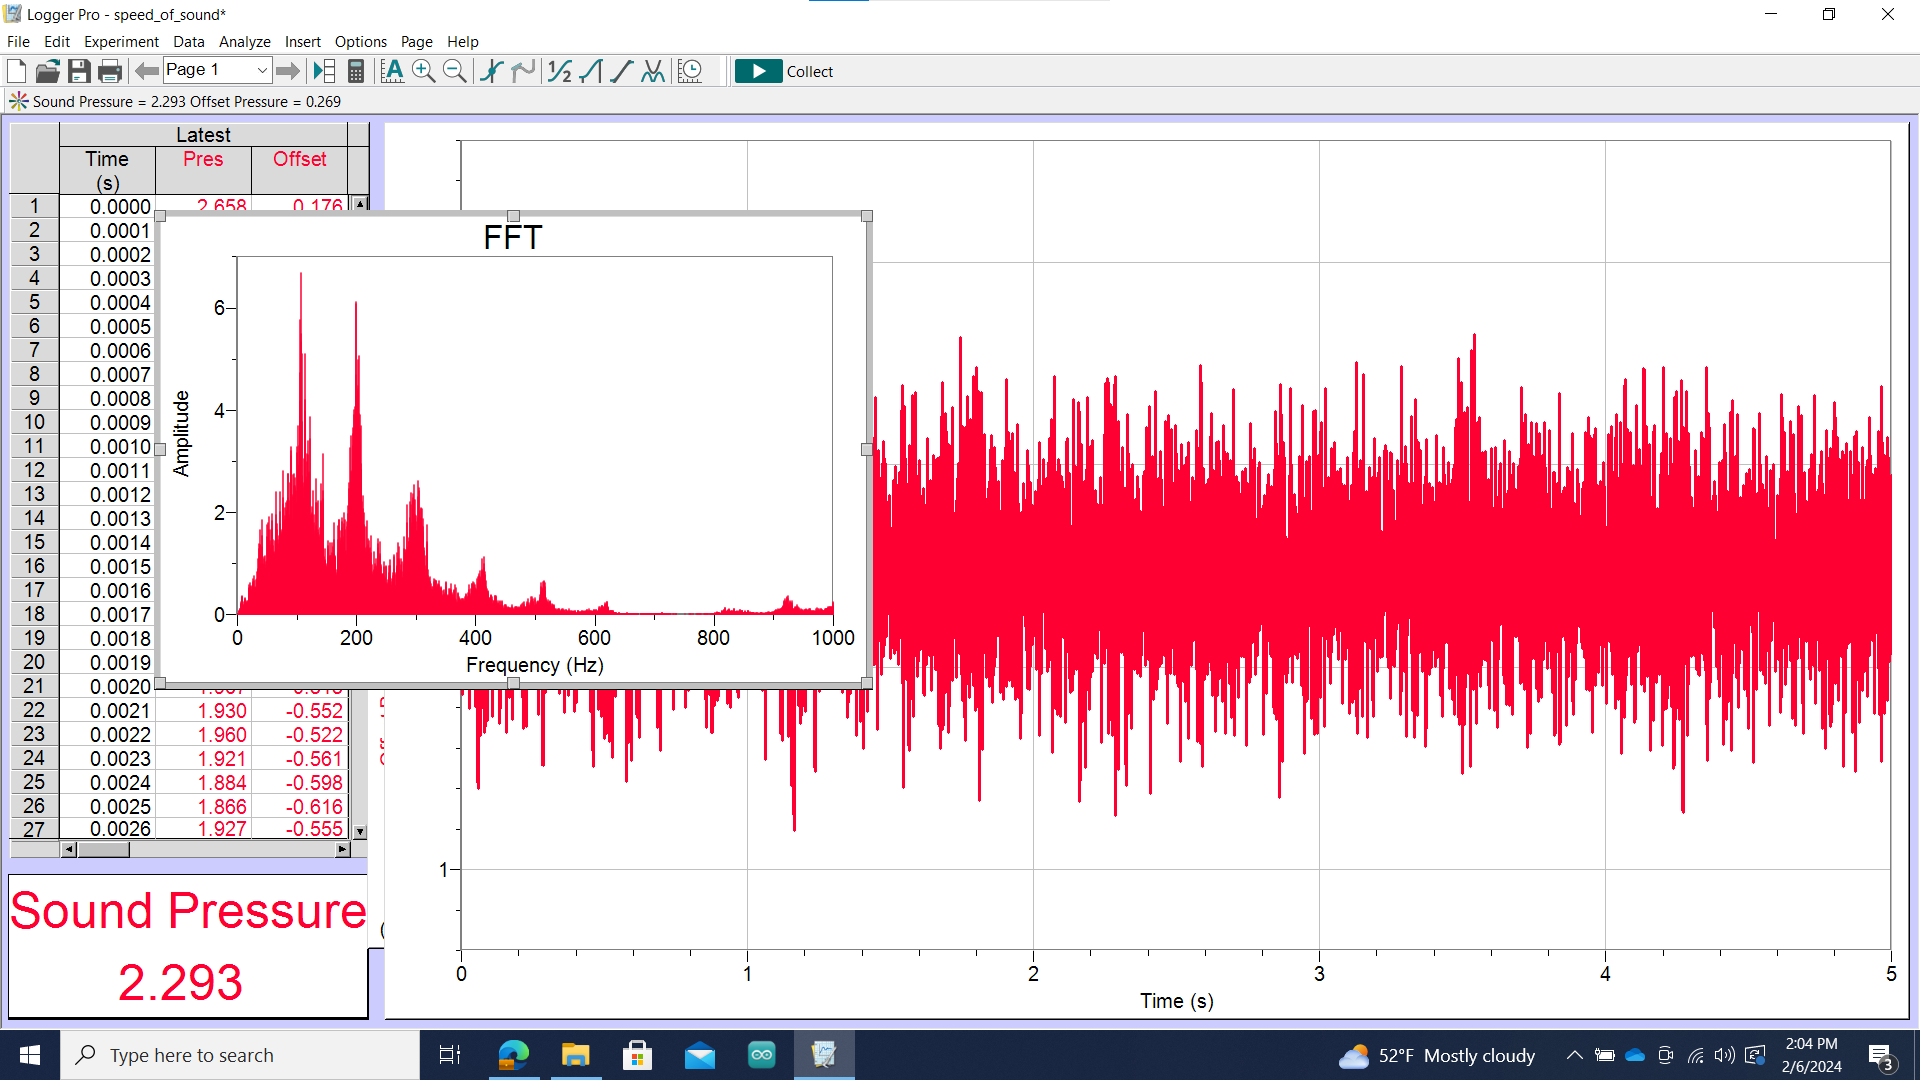 Logger Pro - speed_of_sound*
File Edit Experiment Data Analyze Insert Options Page Help
Page 1
Collect
Sound Pressure = 2.293 Offset Pressure = 0.269
Latest
Time Pres Offset
(s)
1 0.0000 2.658 0.176
2 0.0001
3 0.0002
4 0.0003
5 0.0004
6 0.0005
7 0.0006
8 0.0007
9 0.0008
10 0.0009
11 0.0010
12 0.0011
13 0.0012
14 0.0013
15 0.0014
16 0.0015
17 0.0016
18 0.0017
19 0.0018
20 0.0019
21 0.0020
22 0.0021 1.930 -0.552
23 0.0022 1.960 -0.522
24 0.0023 1.921 -0.561
25 0.0024 1.884 -0.598
26 0.0025 1.866 -0.616
27 0.0026 1.927 -0.555
FFT
Amplitude
6
4
2
0
0 200 400 600 800 1000
Frequency (Hz)
1
0 1 2 3 4 5
Time (s)
Sound Pressure
2.293
Type here to search
52°F Mostly cloudy
2:04 PM
2/6/2024
3